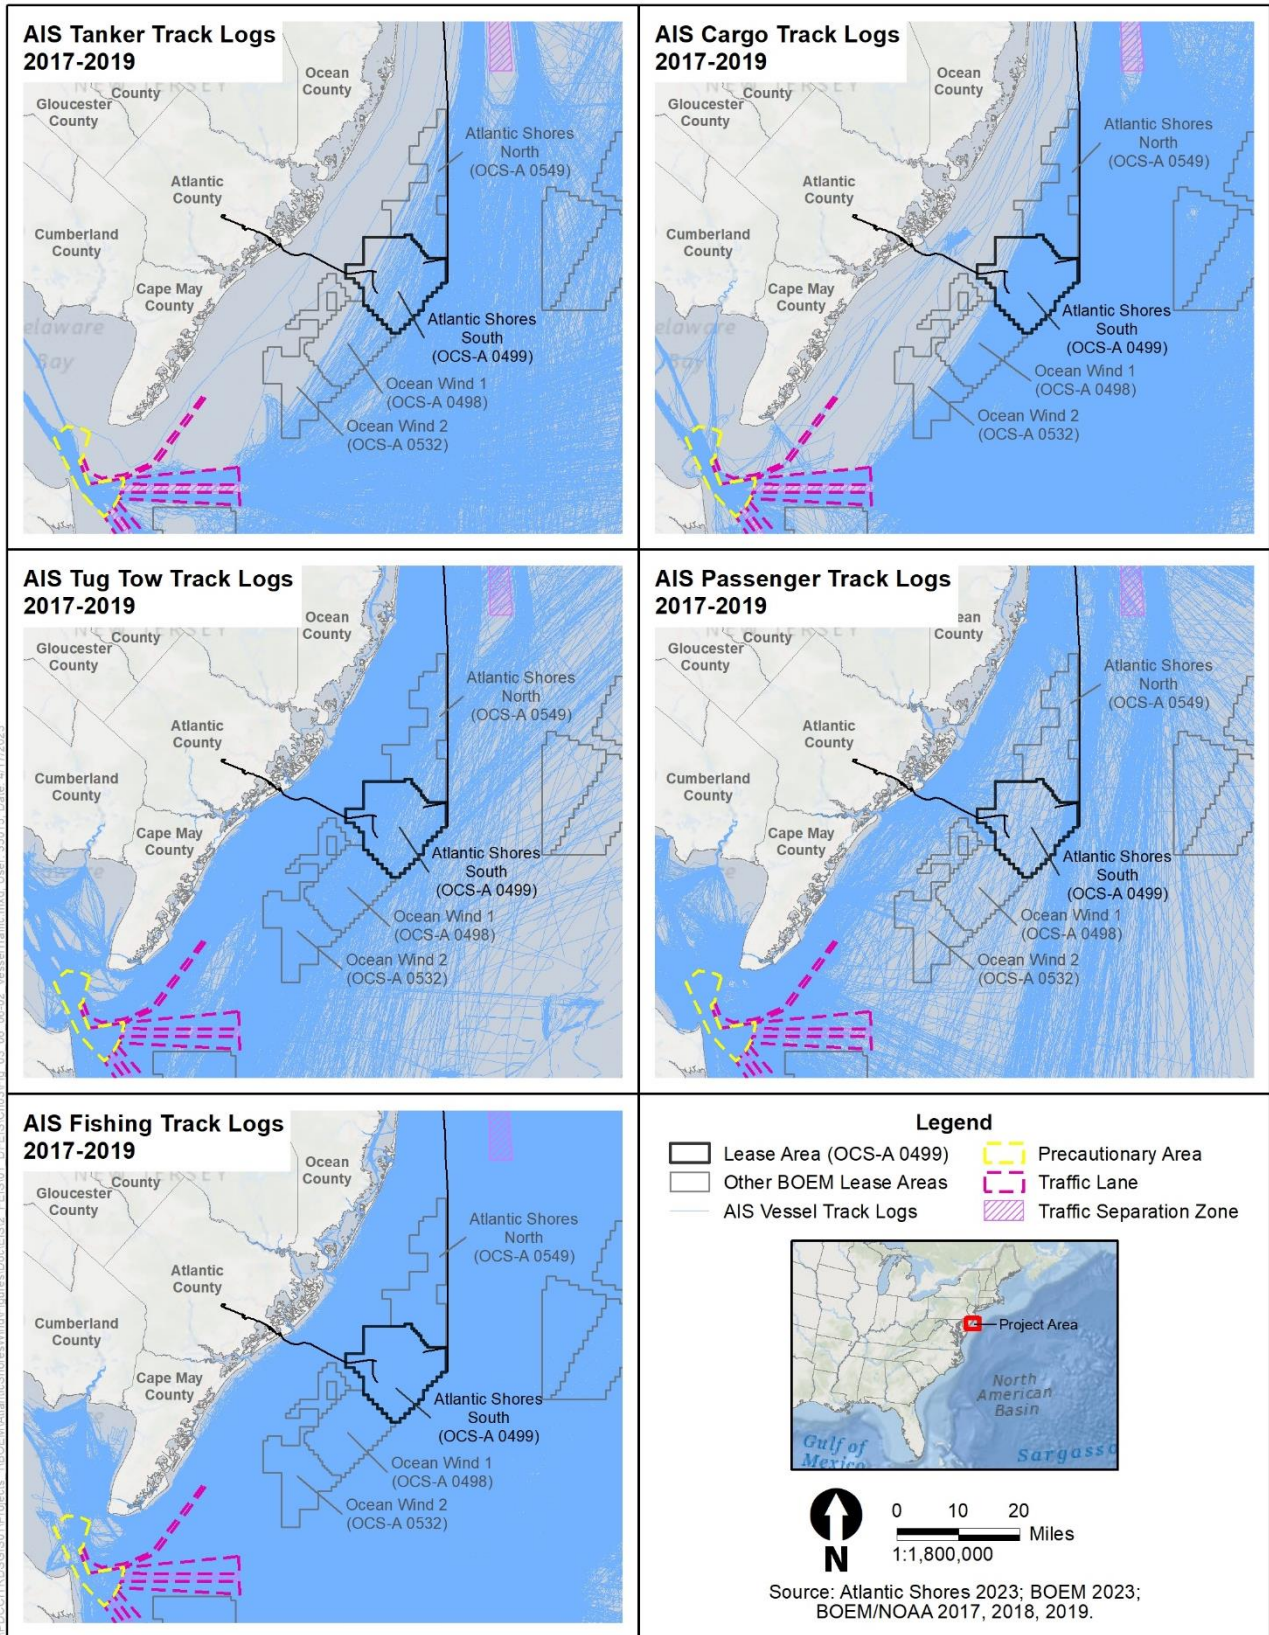 AIS Tanker Track Logs
2017-2019
NEW JERSEY
Ocean
County
County
Gloucester
County
Atlantic
County
Cumberland
County
Cape May
County
Delaware
Bay
Atlantic Shores
North
(OCS-A 0549)
Atlantic Shores
South
(OCS-A 0499)
Ocean Wind 1
(OCS-A 0498)
Ocean Wind 2
(OCS-A 0532)
AIS Cargo Track Logs
2017-2019
Ocean
County
County
Gloucester
County
Atlantic
County
Cumberland
County
Cape May
County
elaware
Bay
Atlantic Shores
North
(OCS-A 0549)
Atlantic Shores
South
(OCS-A 0499)
Ocean Wind 1
(OCS-A 0498)
Ocean Wind 2
(OCS-A 0532)
AIS Tug Tow Track Logs
2017-2019
Ocean
County
County
Gloucester
County
Atlantic
County
Cumberland
County
Cape May
County
Atlantic Shores
North
(OCS-A 0549)
Atlantic Shores
South
(OCS-A 0499)
Ocean Wind 1
(OCS-A 0498)
Ocean Wind 2
(OCS-A 0532)
AIS Passenger Track Logs
2017-2019
ean
County
County
Gloucester
County
Atlantic
County
Cumberland
County
Cape May
County
Atlantic Shores
North
(OCS-A 0549)
Atlantic Shores
South
(OCS-A 0499)
Ocean Wind 1
(OCS-A 0498)
Ocean Wind 2
(OCS-A 0532)
AIS Fishing Track Logs
2017-2019
Ocean
County
County
Gloucester
County
Atlantic
County
Cumberland
County
Cape May
County
Atlantic Shores
North
(OCS-A 0549)
Atlantic Shores
South
(OCS-A 0499)
Ocean Wind 1
(OCS-A 0498)
Ocean Wind 2
(OCS-A 0532)
Legend
Lease Area (OCS-A 0499)
Other BOEM Lease Areas
AIS Vessel Track Logs
Precautionary Area
Traffic Lane
Traffic Separation Zone
Project Area
North
American
Basin
Gulf of
Mexico
Sargasso
N
0 10 20
Miles
1:1,800,000
Source: Atlantic Shores 2023; BOEM 2023;
BOEM/NOAA 2017, 2018, 2019.